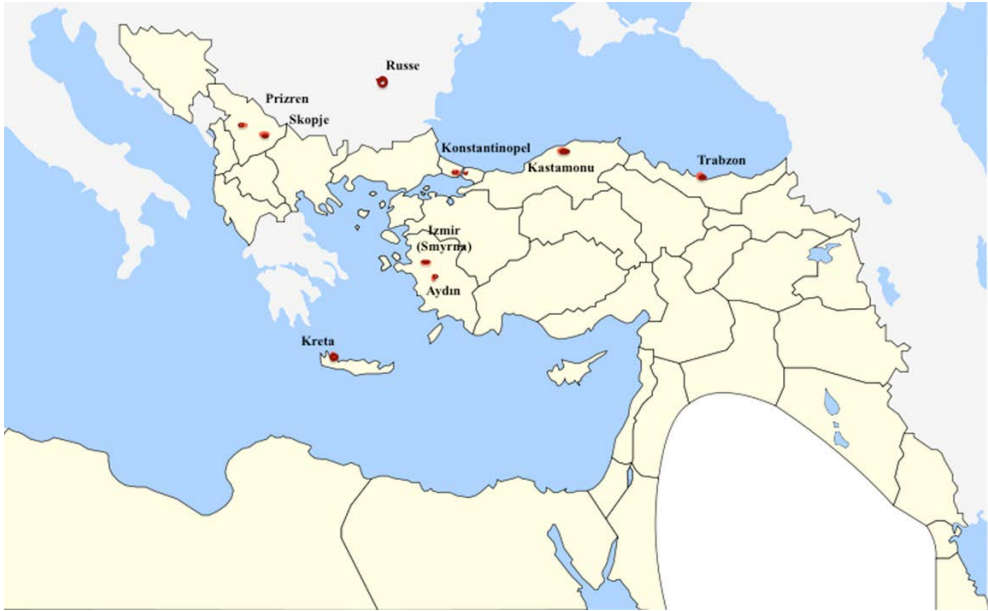 Russe
Prizren
Skopje
Konstantinopel
Kastamonu
Trabzon
Izmir
(Smyrna)
Aydın
Kreta